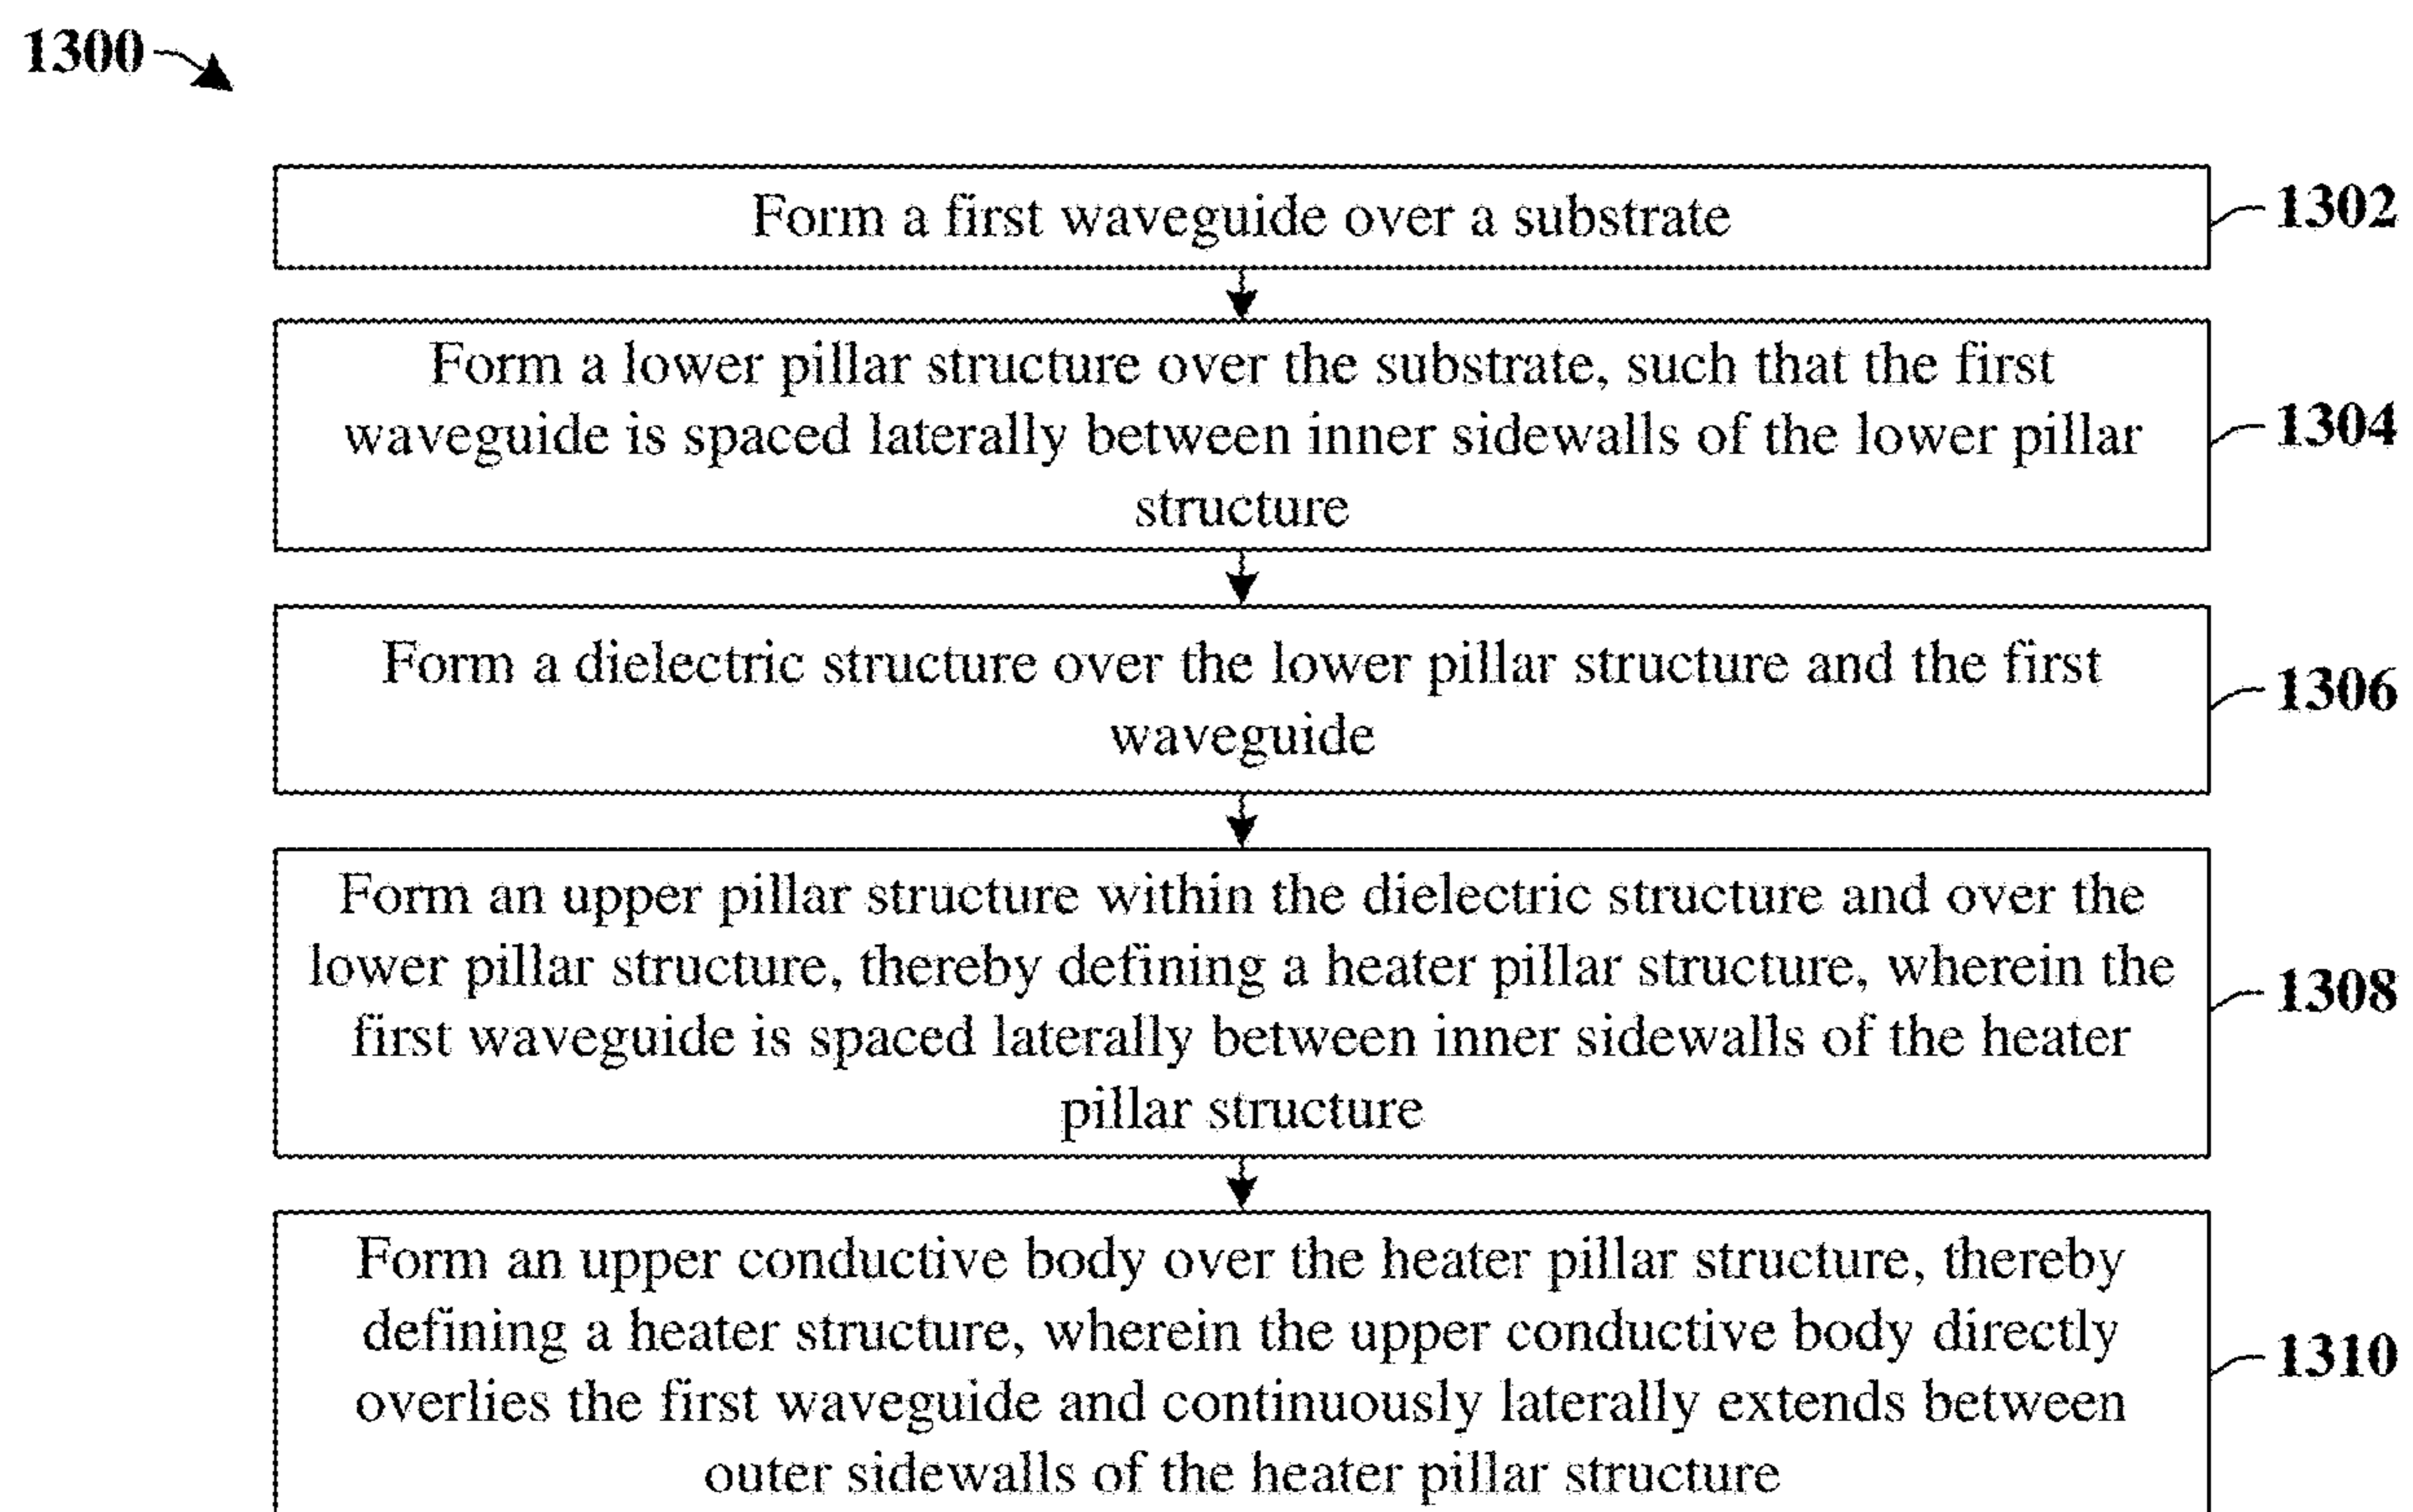 1300
Form a first waveguide over a substrate
1302
Form a lower pillar structure over the substrate, such that the first
waveguide is spaced laterally between inner sidewalls of the lower pillar
structure
1304
Form a dielectric structure over the lower pillar structure and the first
waveguide
1306
Form an upper pillar structure within the dielectric structure and over the
lower pillar structure, thereby defining a heater pillar structure, wherein the
first waveguide is spaced laterally between inner sidewalls of the heater
pillar structure
1308
Form an upper conductive body over the heater pillar structure, thereby
defining a heater structure, wherein the upper conductive body directly
overlies the first waveguide and continuously laterally extends between
outer sidewalls of the heater pillar structure
1310